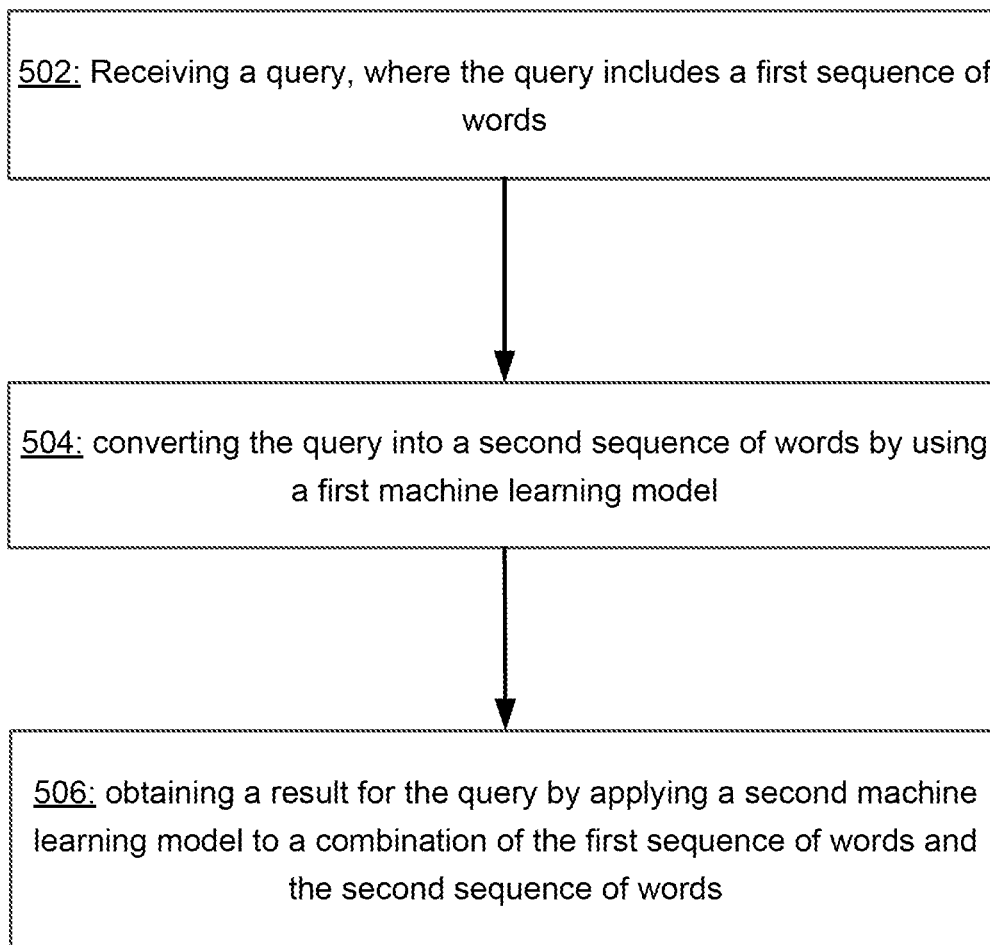 502: Receiving a query, where the query includes a first sequence of
words
504: converting the query into a second sequence of words by using
a first machine learning model
506: obtaining a result for the query by applying a second machine
learning model to a combination of the first sequence of words and
the second sequence of words